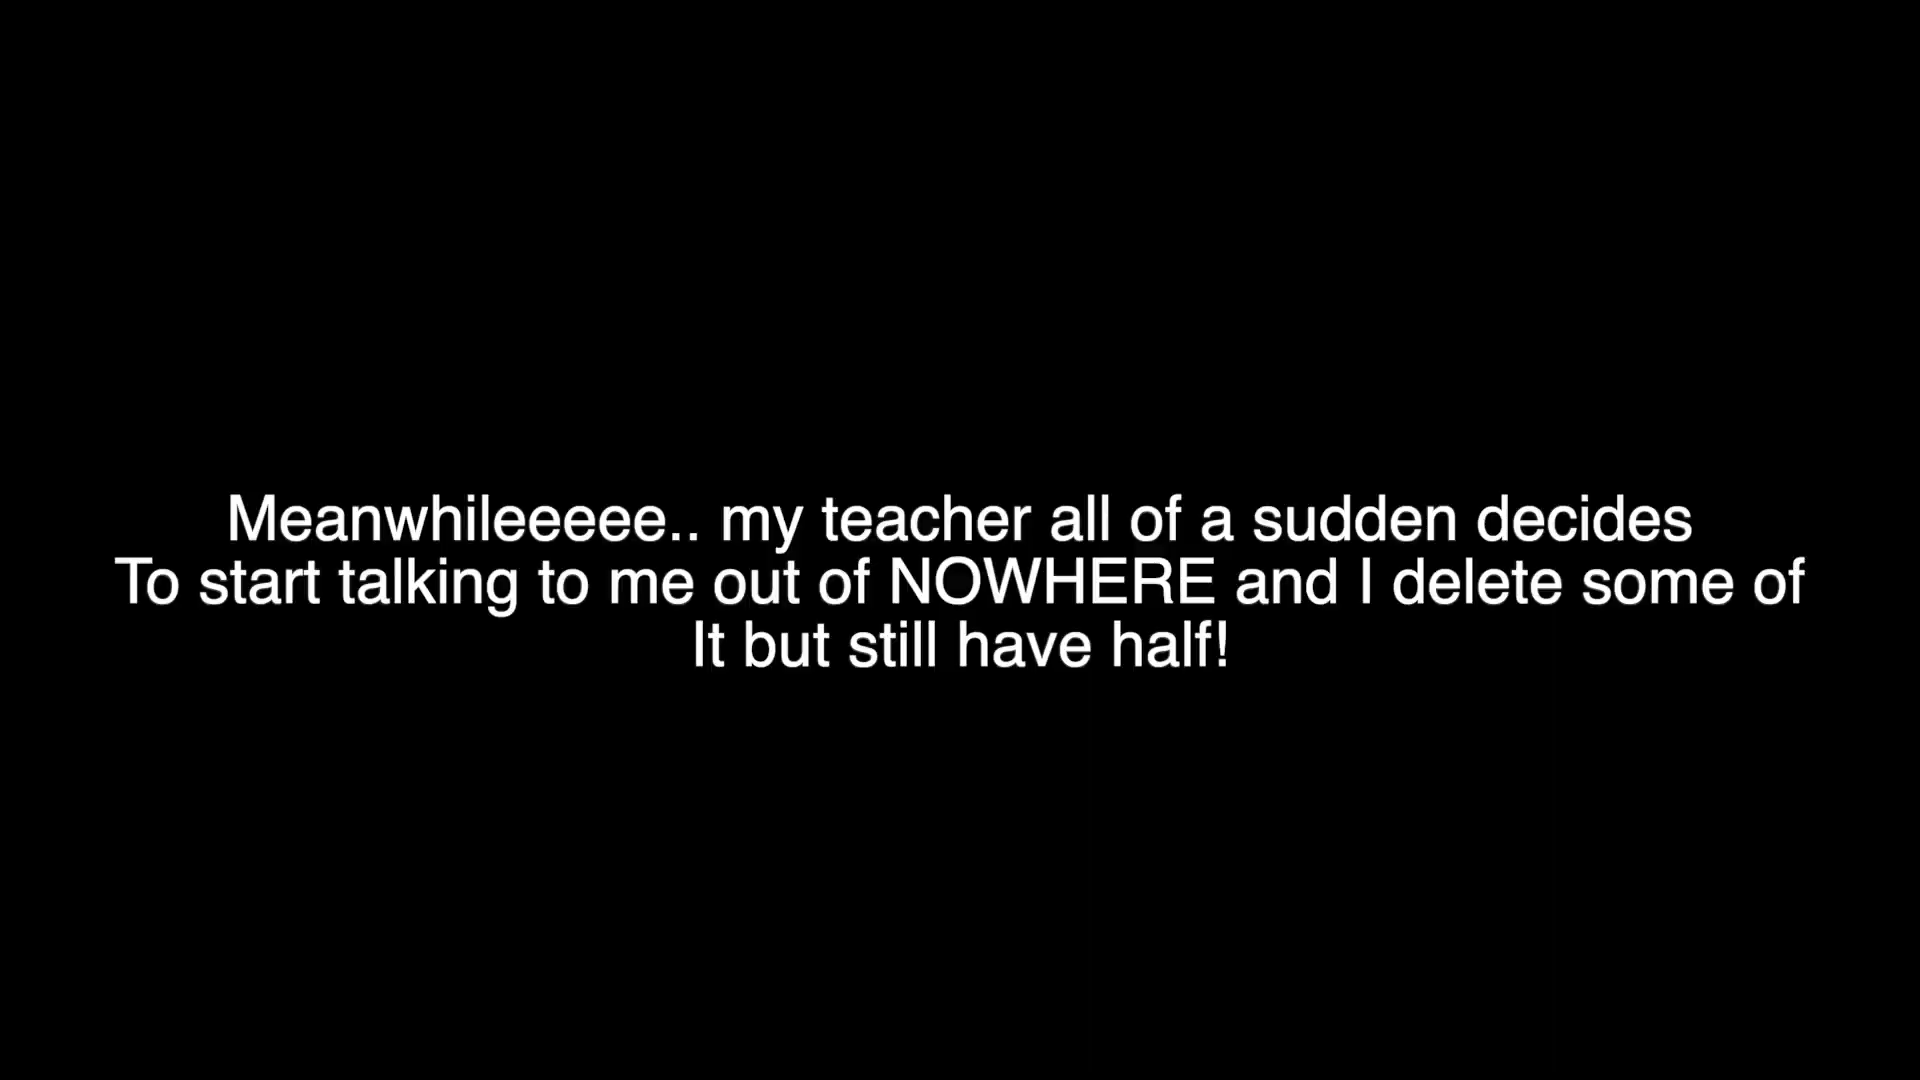 Meanwhileeeee.. my teacher all of a sudden decides
To start talking to me out of NOWHERE and I delete some of
It but still have half!